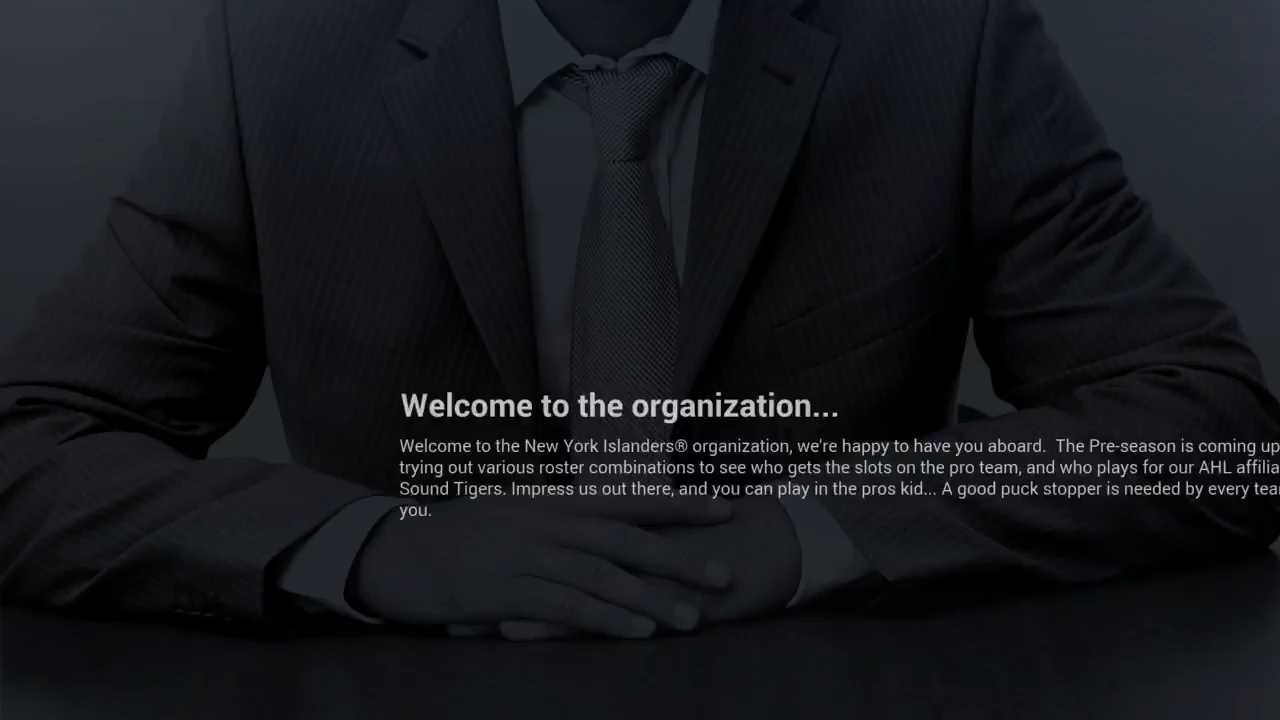 Welcome to the organization...
Welcome to the New York Islanders® organization, we're happy to have you aboard.  The Pre-season is coming up
trying out various roster combinations to see who gets the slots on the pro team, and who plays for our AHL
Sound Tigers. Impress us out there, and you can play in the pros kid... A good puck stopper is needed by every
you.